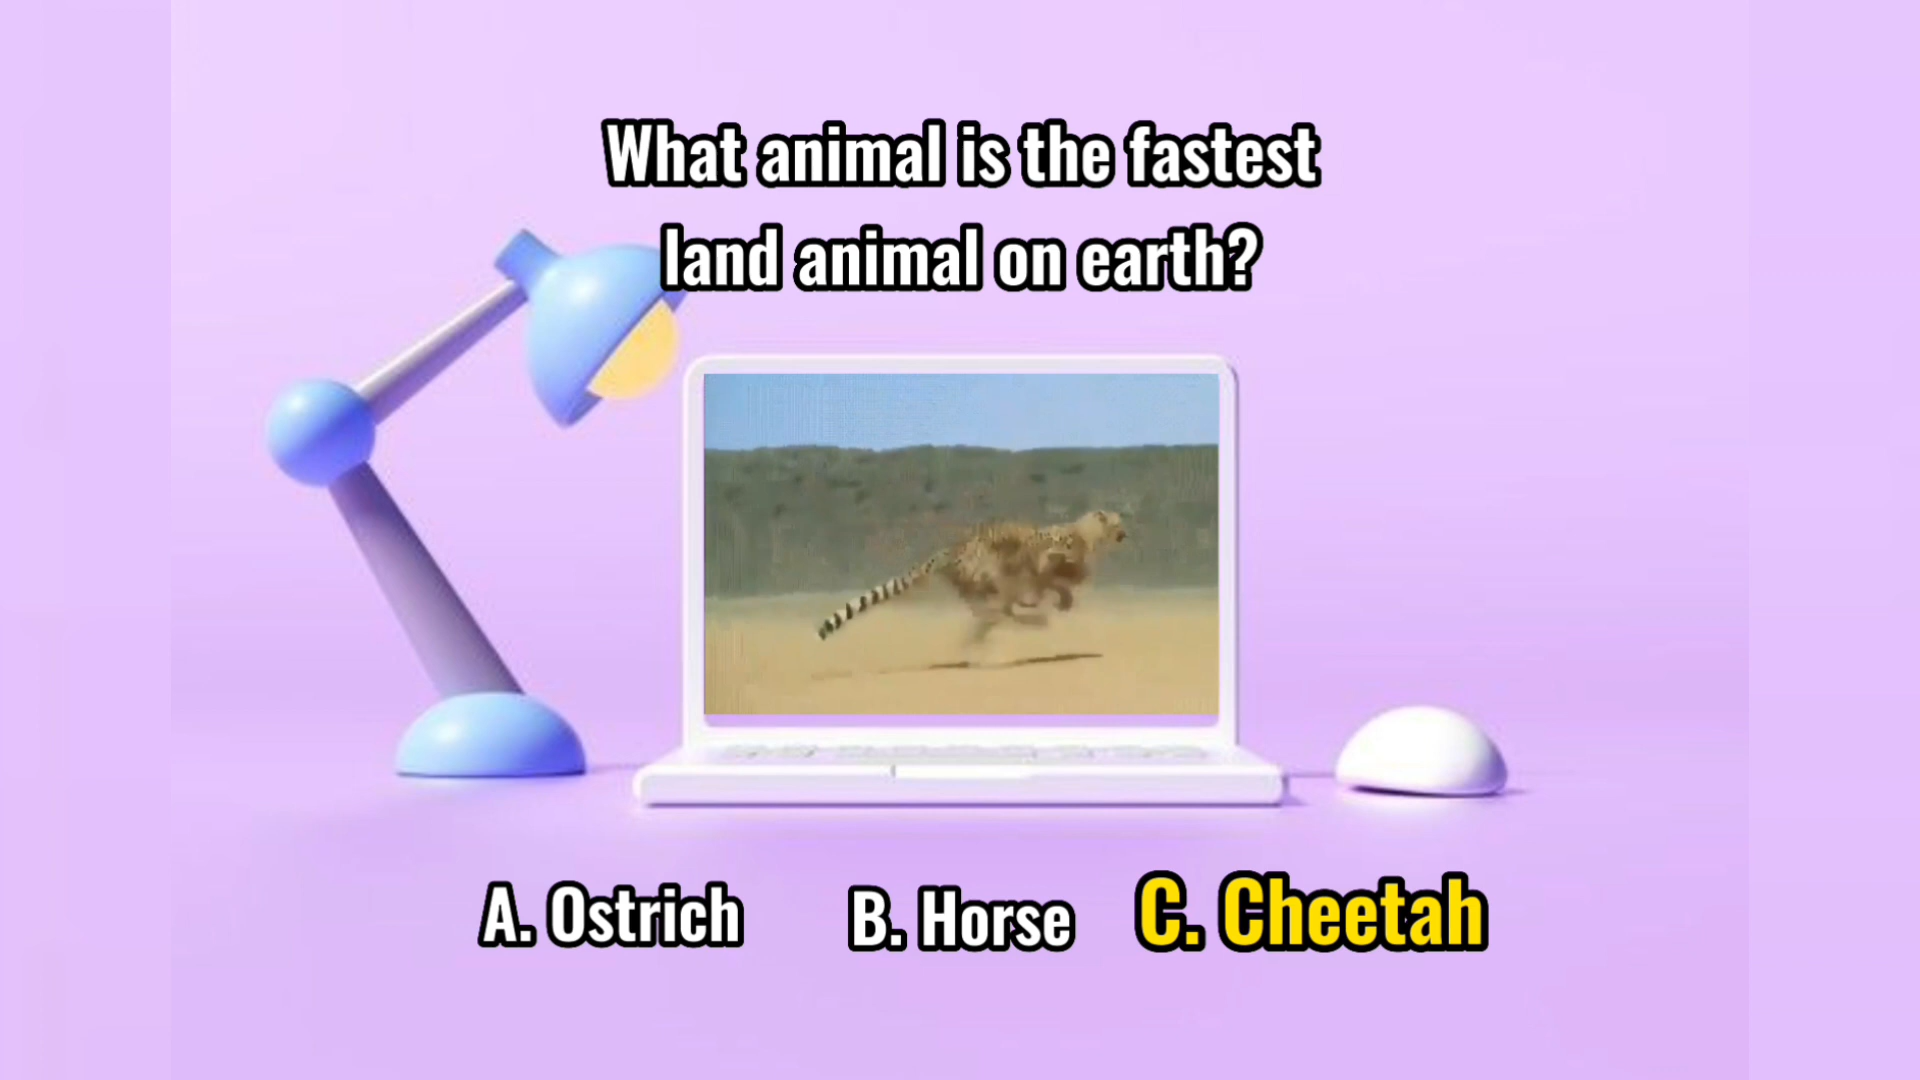 What animal is the fastest
land animal on earth?
A. Ostrich B. Horse C. Cheetah